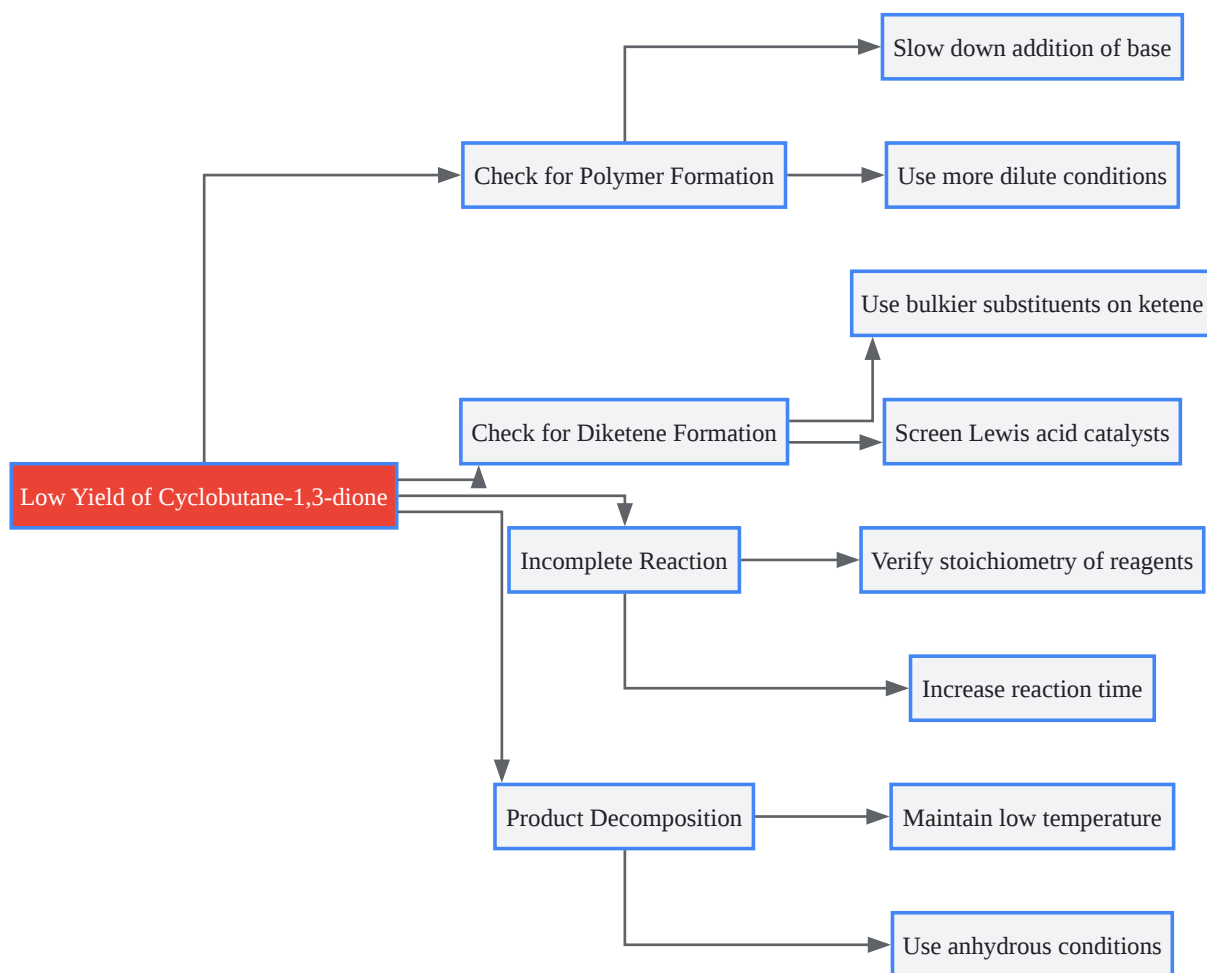 Slow down addition of base
Check for Polymer Formation
Use more dilute conditions
Use bulkier substituents on ketene
Check for Diketene Formation
Screen Lewis acid catalysts
Low Yield of Cyclobutane-1,3-dione
Incomplete Reaction
Verify stoichiometry of reagents
Increase reaction time
Product Decomposition
Maintain low temperature
Use anhydrous conditions